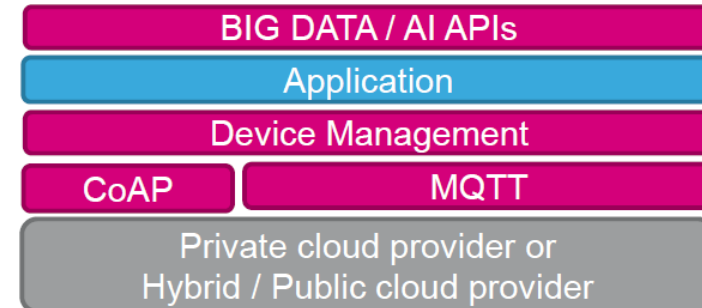 BIG DATA / AI APIs
Application
Device Management
CoAP
MQTT
Private cloud provider or
Hybrid / Public cloud provider